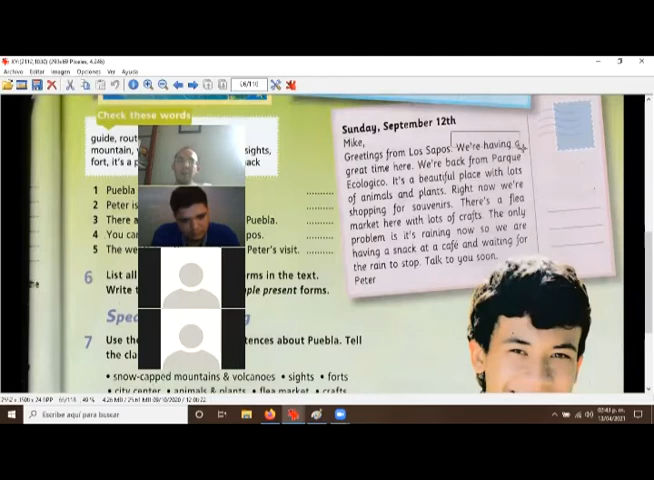 Archivo Editar Imagen Opciones Ver Ayuda
Check these words
guide, rout
mountain, sights,
fort, it's a ack
1 Puebla
2 Peter is
3 There a Puebla.
4 You ca pos.
5 The we Peter's visit.
6 List all rms in the text.
Write t ple present forms.
Spe g
7 Use the tences about Puebla. Tell
the cla
• snow-capped mountains & volcanoes • sights • forts
• city center • animals & plants • flea market • crafts
Sunday, September 12th
Mike,
Greetings from Los Sapos. We're having a
great time here. We're back from Parque
Ecologico. It's a beautiful place with lots
of animals and plants. Right now we're
shopping for souvenirs. There's a flea
market here with lots of crafts. The only
problem is it's raining now so we are
having a snack at a café and waiting for
the rain to stop. Talk to you soon.
Peter
Escribe aquí para buscar